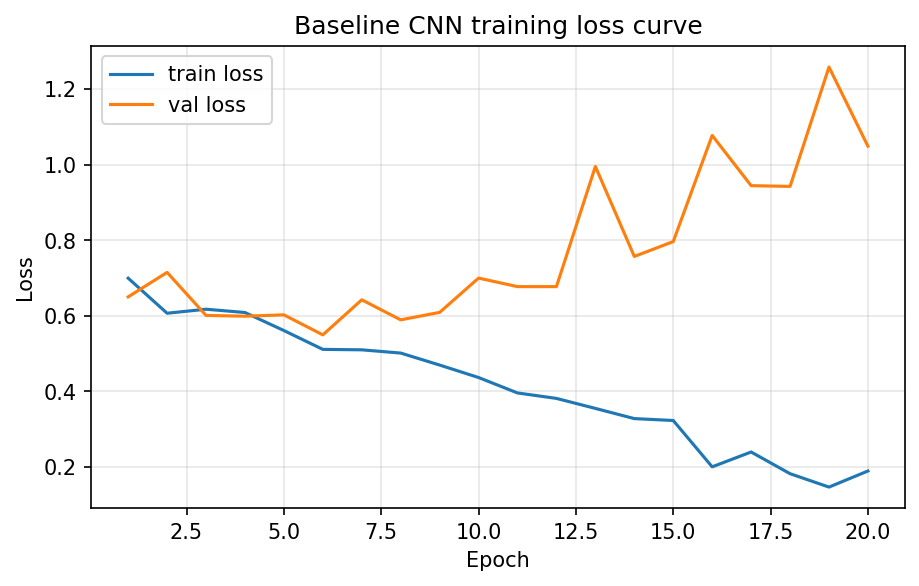 Baseline CNN training loss curve
train loss
val loss
Loss
1.2
1.0
0.8
0.6
0.4
0.2
2.5 5.0 7.5 10.0 12.5 15.0 17.5 20.0
Epoch